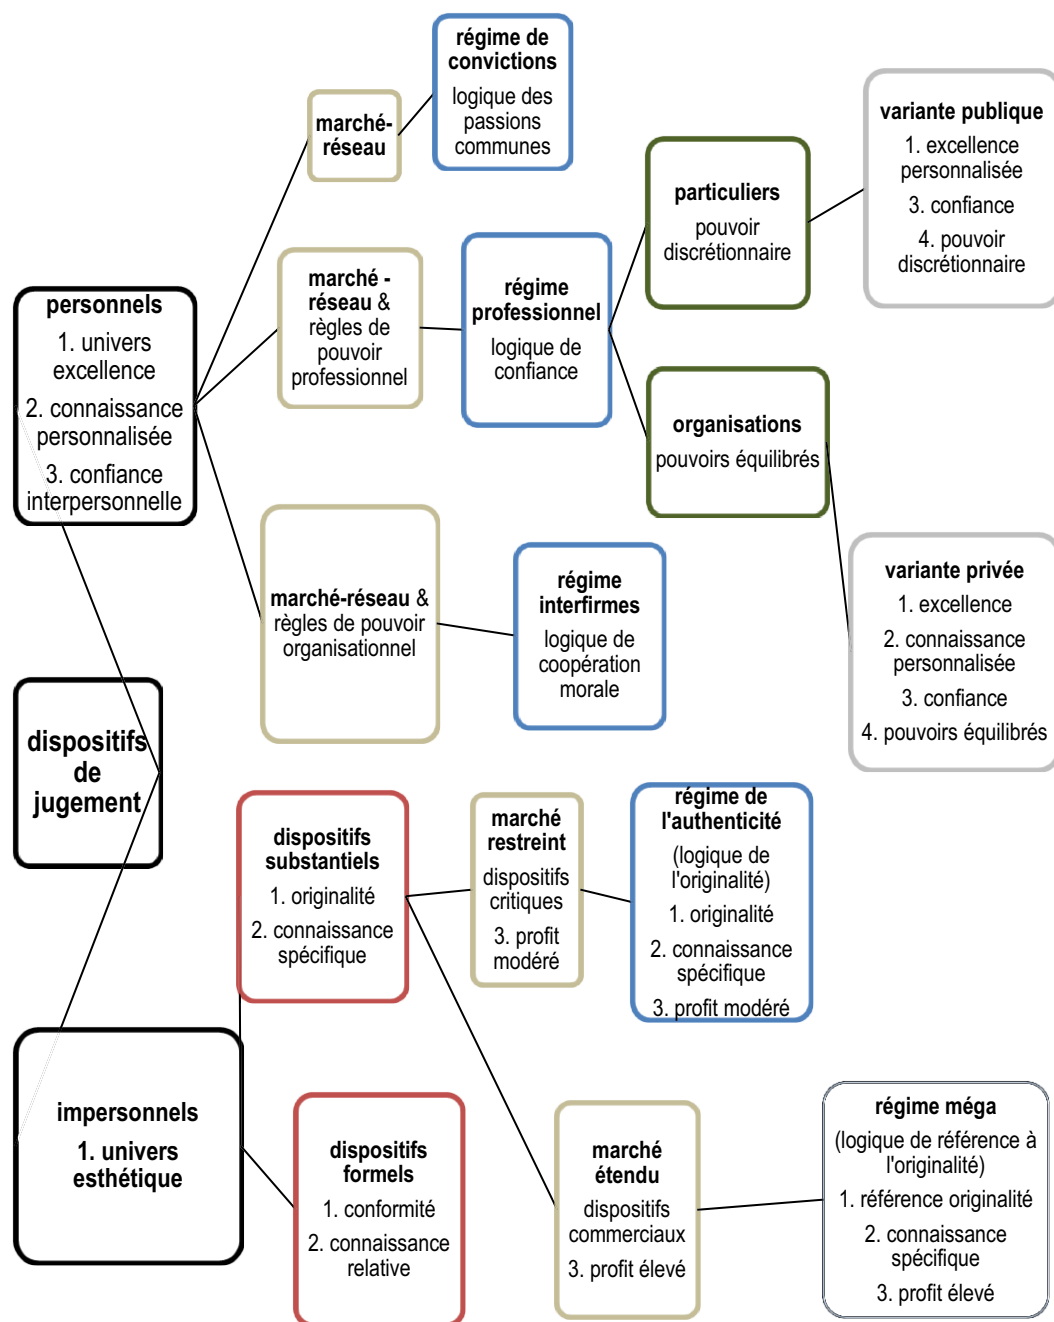 régime de
convictions
logique des
passions
communes
marché-
réseau
variante publique
1. excellence
personnalisée
3. confiance
4. pouvoir
discrétionnaire
particuliers
pouvoir
discrétionnaire
marché -
réseau &
règles de
pouvoir
professionnel
régime
professionnel
logique de
confiance
personnels
1. univers
excellence
2. connaissance
personnalisée
3. confiance
interpersonnelle
organisations
pouvoirs équilibrés
marché-réseau &
règles de pouvoir
organisationnel
régime
interfirmes
logique de
coopération
morale
variante privée
1. excellence
2. connaissance
personnalisée
3. confiance
4. pouvoirs équilibrés
dispositifs
de
jugement
dispositifs
substantiels
1. originalité
2. connaissance
spécifique
marché
restreint
dispositifs
critiques
3. profit
modéré
régime de
l'authenticité
(logique de
l'originalité)
1. originalité
2. connaissance
spécifique
3. profit modéré
impersonnels
1. univers
esthétique
dispositifs
formels
1. conformité
2. connaissance
relative
marché
étendu
dispositifs
commerciaux
3. profit élevé
régime méga
(logique de référence à
l'originalité)
1. référence originalité
2. connaissance
spécifique
3. profit élevé